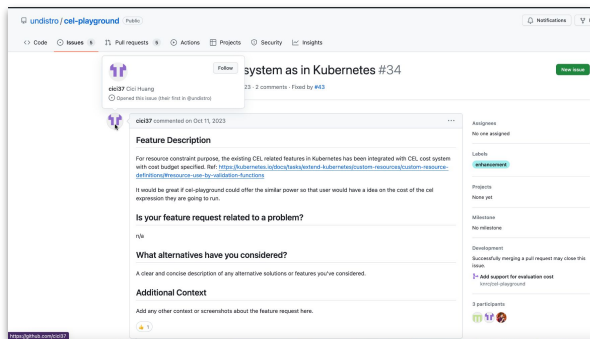 undistro / cel-playground Public
Notifications
Code Issues 5 Pull requests 5 Actions Projects Security Insights
Follow
cici37 Cici Huang
Opened this issue (their first in @undistro)
system as in Kubernetes #34
New issue
23 · 2 comments · Fixed by #43
cici37 commented on Oct 11, 2023
Feature Description
For resource constraint purpose, the existing CEL related features in Kubernetes has been integrated with CEL cost system
with cost budget specified. Ref: https://kubernetes.io/docs/tasks/extend-kubernetes/custom-resources/custom-resource-
definitions/#resource-use-by-validation-functions
It would be great if cel-playground could offer the similar power so that user would have a idea on the cost of the cel
expression they are going to run.
Is your feature request related to a problem?
n/a
What alternatives have you considered?
A clear and concise description of any alternative solutions or features you've considered.
Additional Context
Add any other context or screenshots about the feature request here.
👍 1
Assignees
No one assigned
Labels
enhancement
Projects
None yet
Milestone
No milestone
Development
Successfully merging a pull request may close this
issue.
Add support for evaluation cost
3 participants
https://github.com/cici37